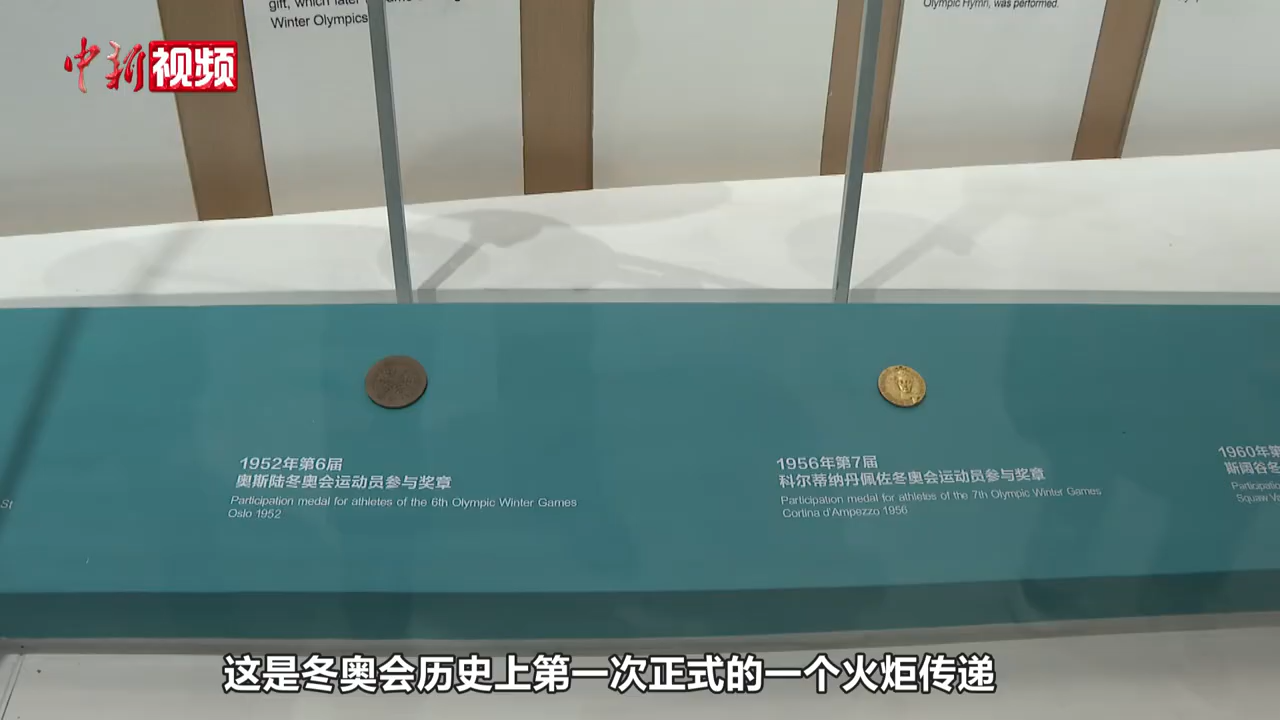 gift, which later
Winter Olympics
Olympic Hymn, was performed.
中新视频
1952年第6届
奥斯陆冬奥会运动员参与奖章
Participation medal for athletes of the 6th Olympic Winter Games
Oslo 1952
1956年第7届
科尔蒂纳丹佩佐冬奥会运动员参与奖章
Participation medal for athletes of the 7th Olympic Winter Games
Cortina d'Ampezzo 1956
1960年第
斯阔谷冬
Participatio
Squaw V
St
这是冬奥会历史上第一次正式的一个火炬传递